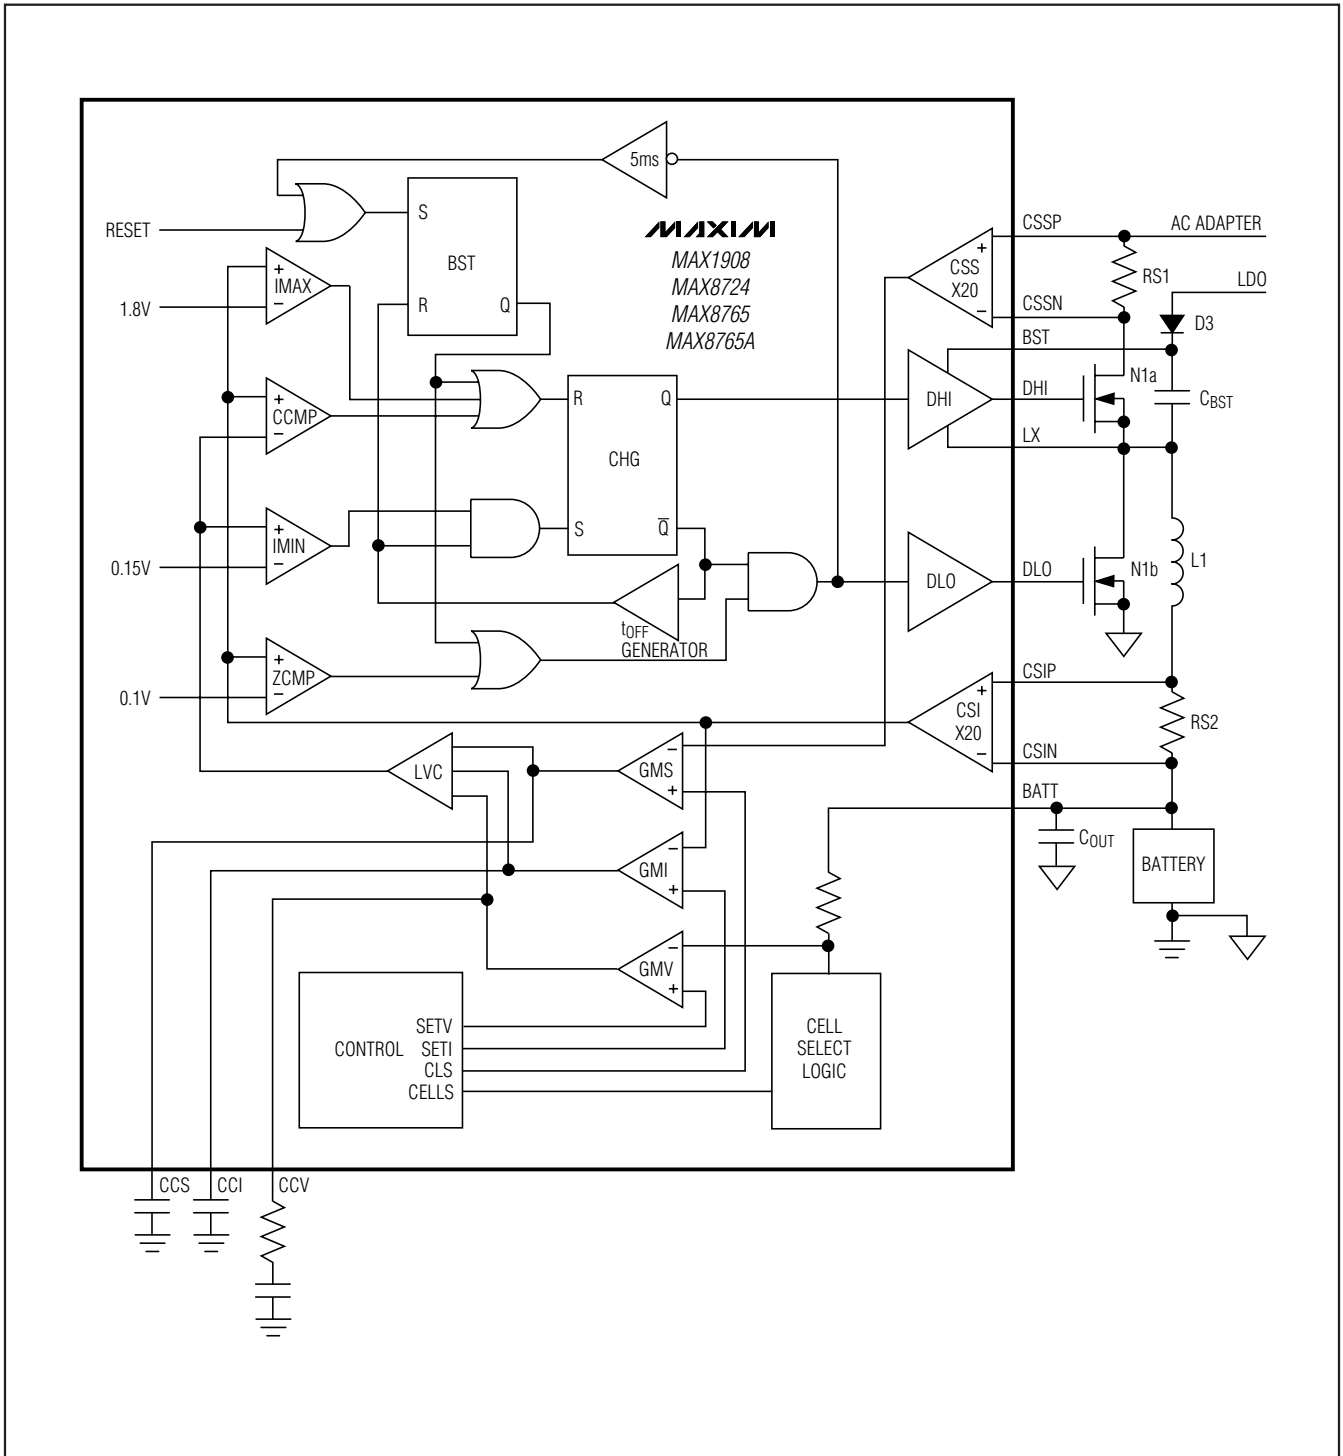 5ms
RESET
S
BST
R
Q
MAXIM
MAX1908
MAX8724
MAX8765
MAX8765A
+
IMAX
−
1.8V
+
CCMP
−
+
IMIN
−
0.15V
+
ZCMP
−
0.1V
R
Q
CHG
S
Q̅
tOFF
GENERATOR
CSSP
AC ADAPTER
+
CSS
X20
−
RS1
CSSN
LDO
D3
BST
DHI
DHI
N1a
CBST
LX
DLO
DLO
N1b
L1
CSIP
+
CSI
X20
−
RS2
CSIN
BATT
COUT
BATTERY
LVC
−
GMS
+
−
GMI
+
−
GMV
+
CONTROL
SETV
SETI
CLS
CELLS
CELL
SELECT
LOGIC
CCS
CCI
CCV